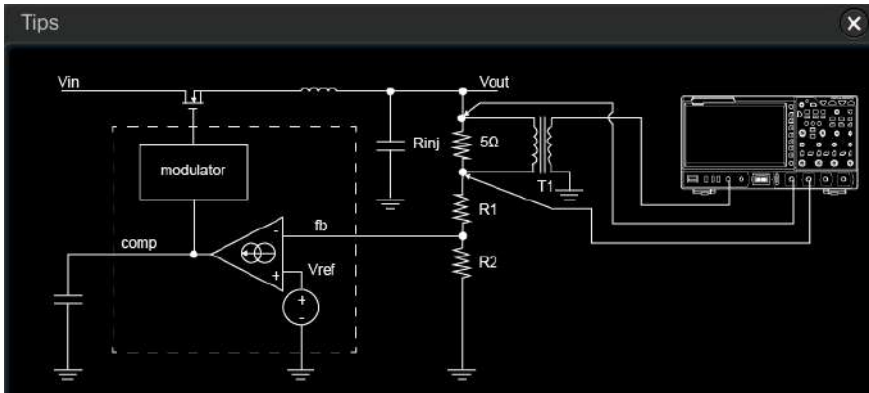 Tips
Vin
Vout
Rinj
5Ω
modulator
T1
R1
fb
comp
-
+
Vref
+
-
R2